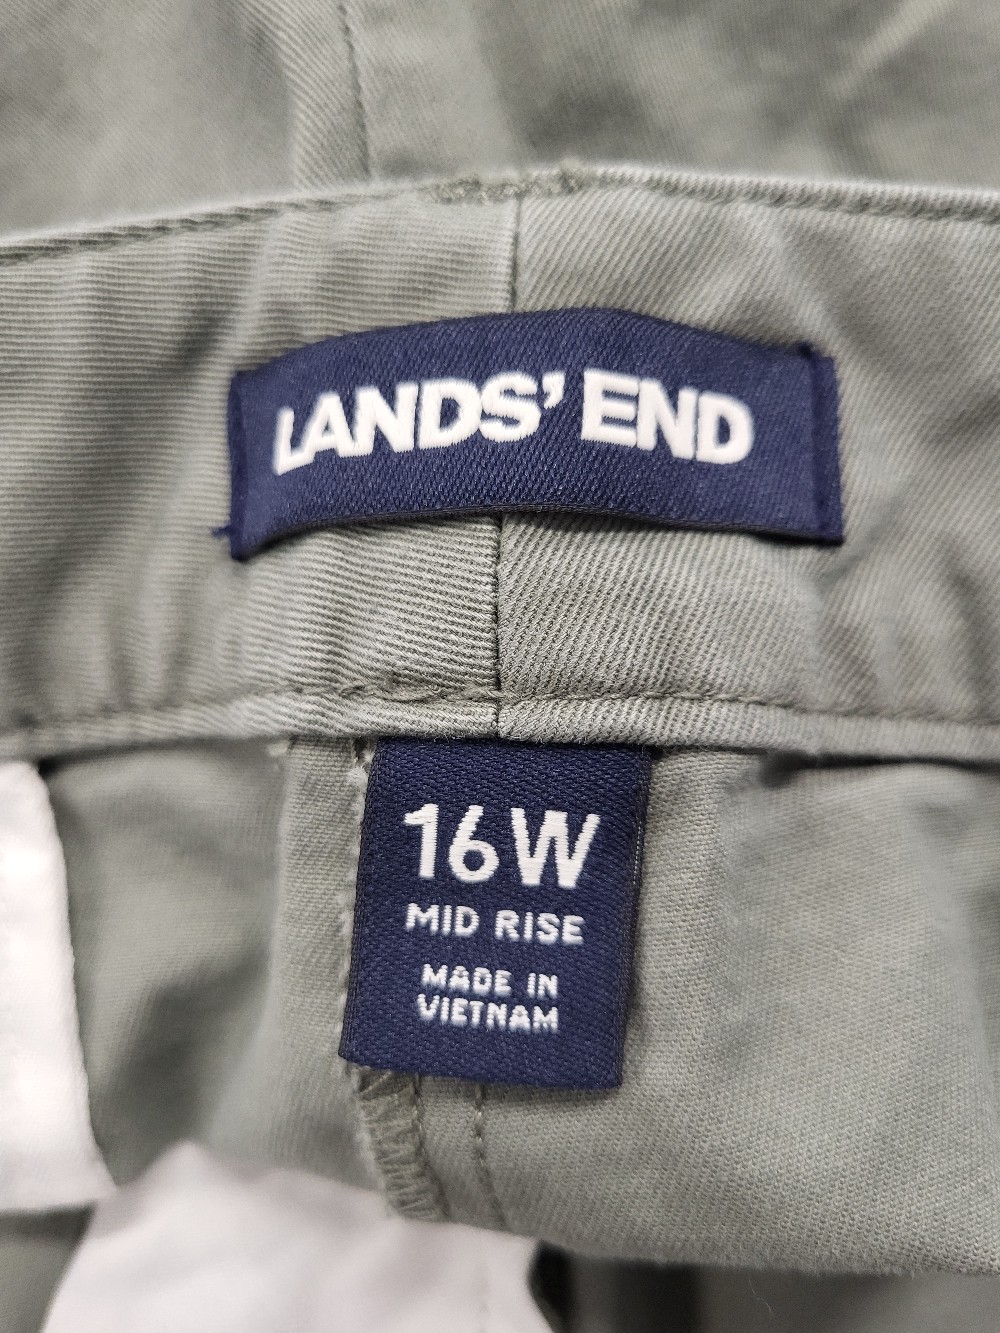 LANDS' END
16W
MID RISE
MADE IN
VIETNAM